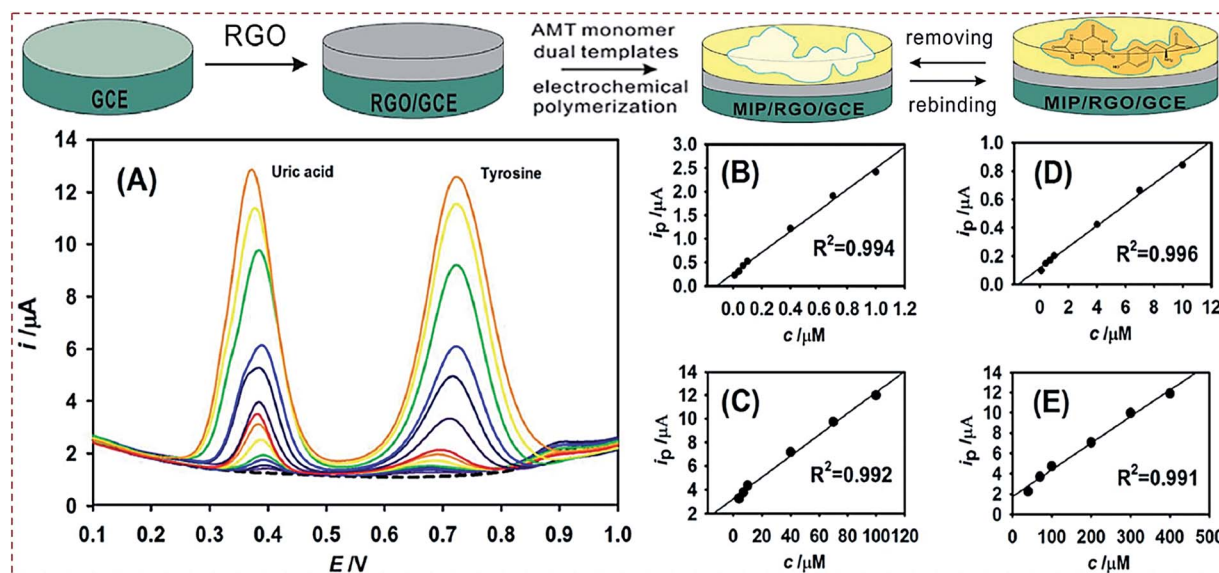 RGO
GCE
RGO/GCE
AMT monomer
dual templates
electrochemical
polymerization
MIP/RGO/GCE
removing
rebinding
MIP/RGO/GCE
(A)
Uric acid
Tyrosine
14
12
10
8
6
4
2
0
i /μA
0.1 0.2 0.3 0.4 0.5 0.6 0.7 0.8 0.9 1.0
E /V
(B)
3.0
2.5
2.0
1.5
1.0
0.5
0.0
ip /μA
R²=0.994
0.0 0.2 0.4 0.6 0.8 1.0 1.2
c /μM
(D)
1.0
0.8
0.6
0.4
0.2
0.0
ip /μA
R²=0.996
0 2 4 6 8 10 12
c /μM
(C)
14
12
10
8
6
4
2
ip /μA
R²=0.992
0 20 40 60 80 100 120
c /μM
(E)
14
12
10
8
6
4
2
0
ip /μA
R²=0.991
0 100 200 300 400 500
c /μM